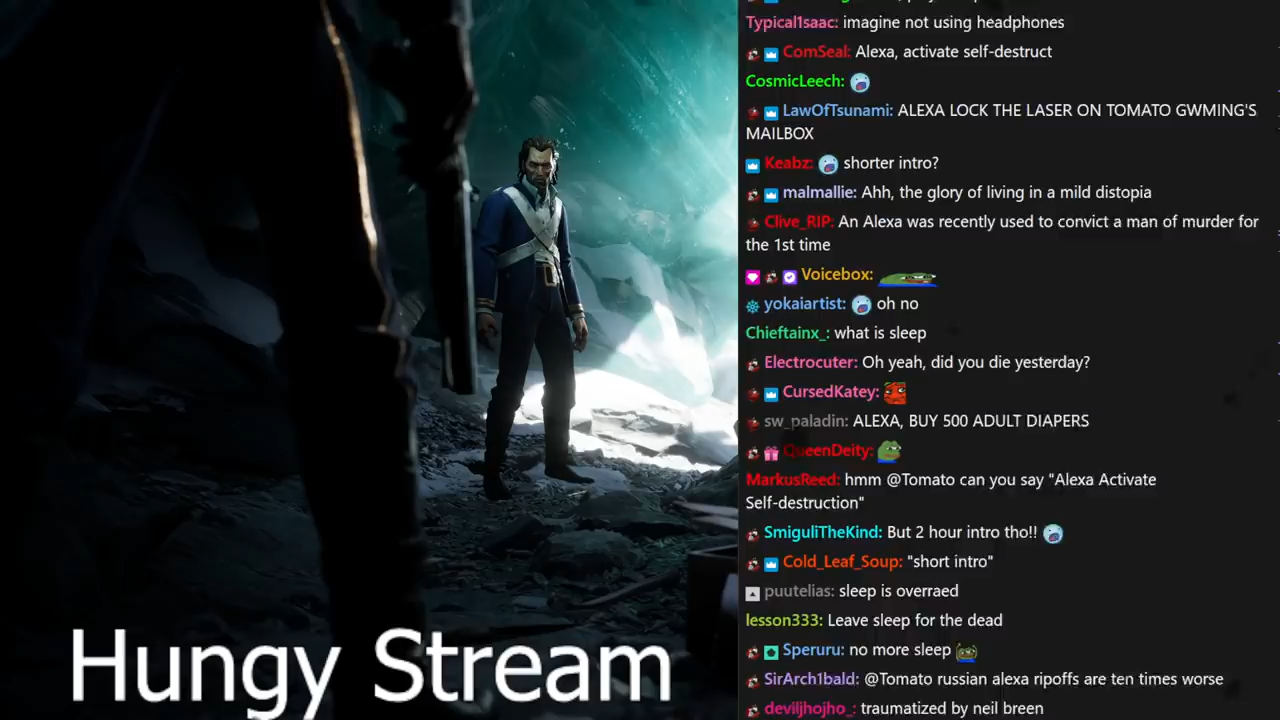 Typical1saac: imagine not using headphones
ComSeal: Alexa, activate self-destruct
CosmicLeech:
LawOfTsunami: ALEXA LOCK THE LASER ON TOMATO GWMING'S
MAILBOX
Keabz: shorter intro?
malmallie: Ahh, the glory of living in a mild distopia
Clive_RIP: An Alexa was recently used to convict a man of murder for
the 1st time
Voicebox:
yokaiartist: oh no
Chieftainx_: what is sleep
Electrocuter: Oh yeah, did you die yesterday?
CursedKatey:
sw_paladin: ALEXA, BUY 500 ADULT DIAPERS
QueenDeity:
MarkusReed: hmm @Tomato can you say "Alexa Activate
Self-destruction"
SmiguliTheKind: But 2 hour intro tho!!
Cold_Leaf_Soup: "short intro"
puutelias: sleep is overraed
lesson333: Leave sleep for the dead
Speruru: no more sleep
SirArch1bald: @Tomato russian alexa ripoffs are ten times worse
deviljhojho_: traumatized by neil breen
Hungy Stream